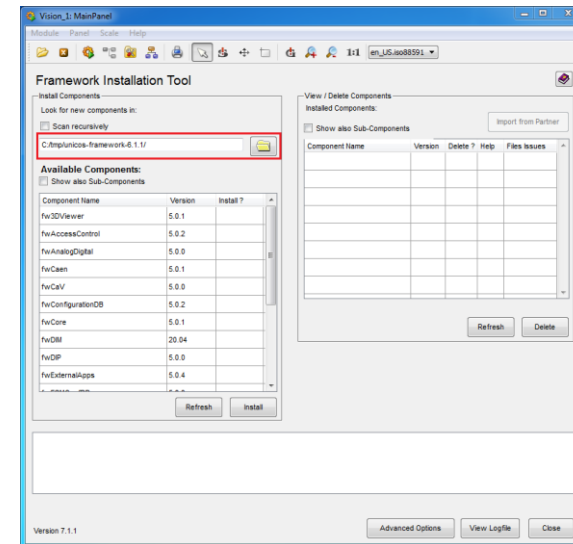 Vision_1: MainPanel
Module Panel Scale Help
1:1 en_US.iso88591
Framework Installation Tool
Install Components
Look for new components in:
Scan recursively
C:/tmp/unicos-framework-6.1.1/
Available Components:
Show also Sub-Components
Component Name Version Install ?
fw3DViewer 5.0.1
fwAccessControl 5.0.2
fwAnalogDigital 5.0.0
fwCaen 5.0.1
fwCaV 5.0.0
fwConfigurationDB 5.0.2
fwCore 5.0.1
fwDIM 20.04
fwDIP 5.0.0
fwExternalApps 5.0.4
Refresh Install
View / Delete Components
Installed Components:
Show also Sub-Components
Import from Partner
Component Name Version Delete ? Help Files Issues
Refresh Delete
Version 7.1.1
Advanced Options View Logfile Close